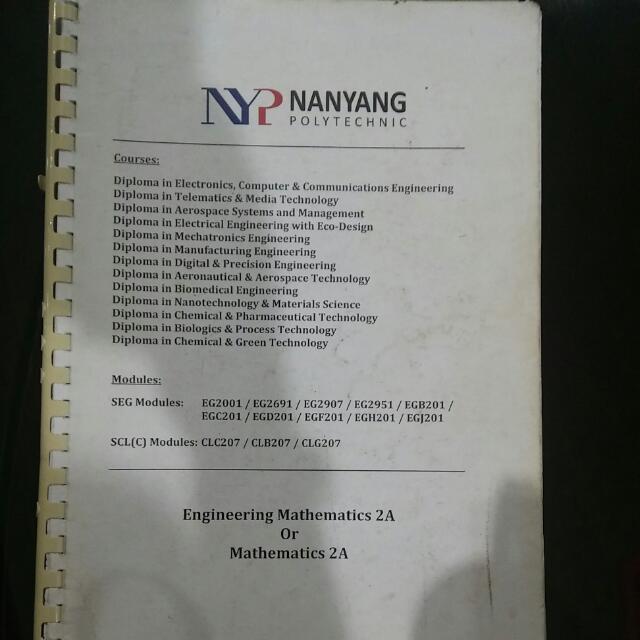 NYP NANYANG
POLYTECHNIC
Courses:
Diploma in Electronics, Computer & Communications Engineering
Diploma in Telematics & Media Technology
Diploma in Aerospace Systems and Management
Diploma in Electrical Engineering with Eco-Design
Diploma in Mechatronics Engineering
Diploma in Manufacturing Engineering
Diploma in Digital & Precision Engineering
Diploma in Aeronautical & Aerospace Technology
Diploma in Biomedical Engineering
Diploma in Nanotechnology & Materials Science
Diploma in Chemical & Pharmaceutical Technology
Diploma in Biologics & Process Technology
Diploma in Chemical & Green Technology
Modules:
SEG Modules: EG2001 / EG2691 / EG2907 / EG2951 / EGB201 /
EGC201 / EGD201 / EGF201 / EGH201 / EGJ201
SCL(C) Modules: CLC207 / CLB207 / CLG207
Engineering Mathematics 2A
Or
Mathematics 2A